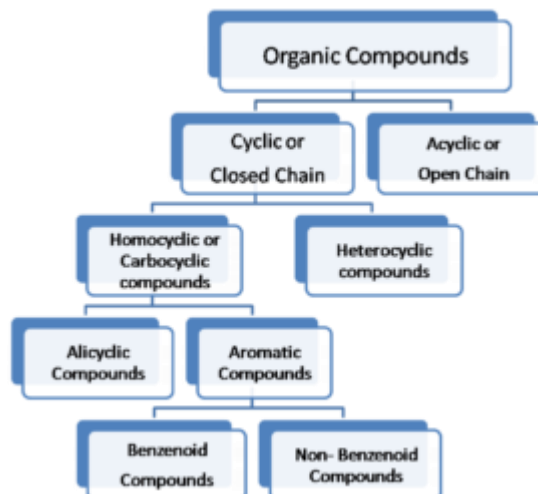 Organic Compounds
Cyclic or
Closed Chain
Acyclic or
Open Chain
Homocyclic or
Carbocyclic
compounds
Heterocyclic
compounds
Alicyclic
Compounds
Aromatic
Compounds
Benzenoid
Compounds
Non- Benzenoid
Compounds